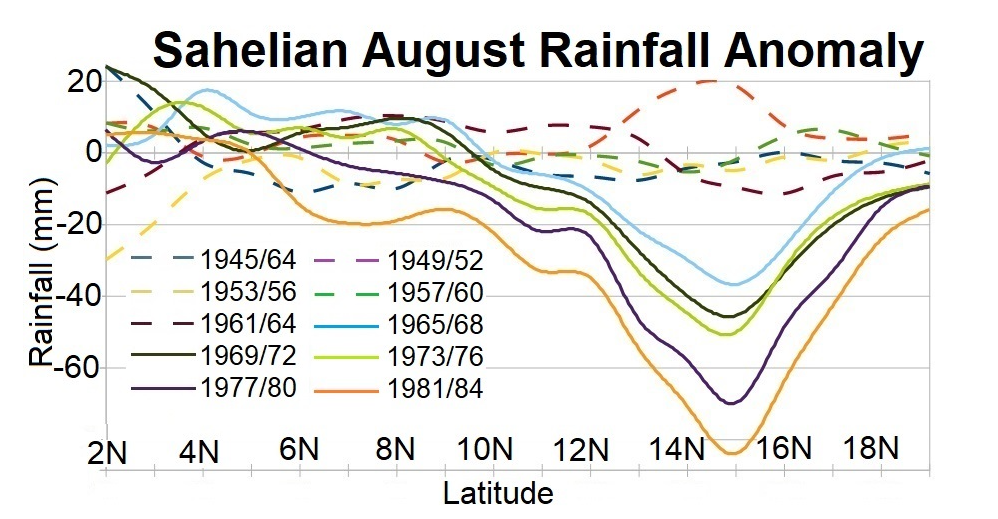 Sahelian August Rainfall Anomaly
20
0
-20
-40
-60
Rainfall (mm)
1945/64 1949/52
1953/56 1957/60
1961/64 1965/68
1969/72 1973/76
1977/80 1981/84
2N 4N 6N 8N 10N 12N 14N 16N 18N
Latitude